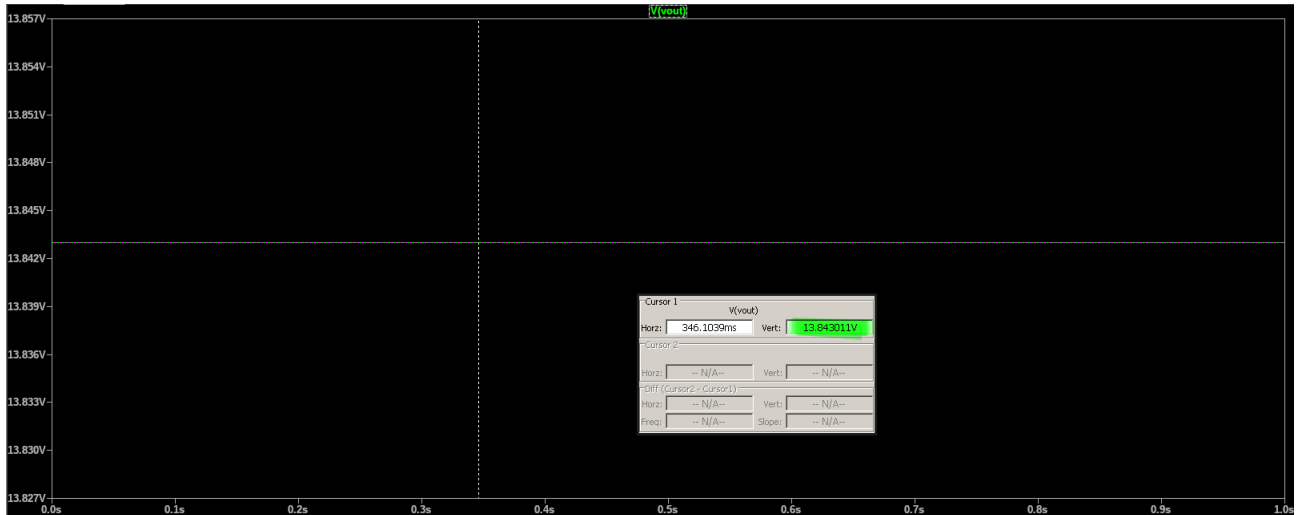 V(vout)
13.857V
13.854V
13.851V
13.848V
13.845V
13.842V
13.839V
13.836V
13.833V
13.830V
13.827V
0.0s 0.1s 0.2s 0.3s 0.4s 0.5s 0.6s 0.7s 0.8s 0.9s 1.0s
Cursor 1
V(vout)
Horz: 346.1039ms Vert: 13.843011V
Cursor 2
Horz: -- N/A-- Vert: -- N/A--
Diff (Cursor2 - Cursor1)
Horz: -- N/A-- Vert: -- N/A--
Freq: -- N/A-- Slope: -- N/A--